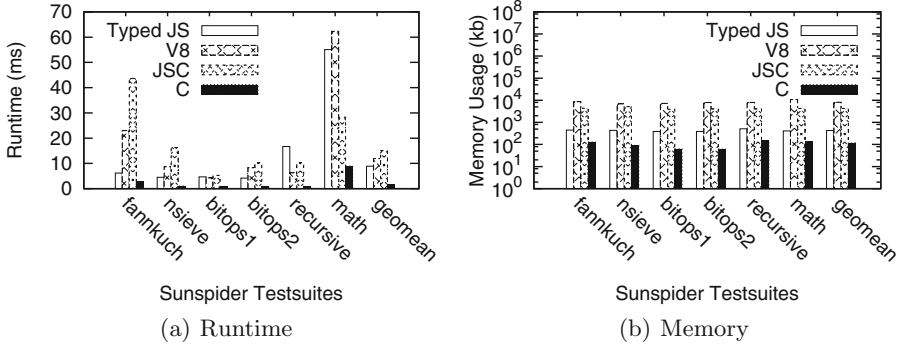 Runtime (ms)
70
60
50
40
30
20
10
0
Typed JS
V8
JSC
C
fannkuch
nsieve
bitops1
bitops2
recursive
math
geomean
Sunspider Testsuites
(a) Runtime
Memory Usage (kb)
10^8
10^7
10^6
10^5
10^4
10^3
10^2
10^1
10^0
Typed JS
V8
JSC
C
fannkuch
nsieve
bitops1
bitops2
recursive
math
geomean
Sunspider Testsuites
(b) Memory